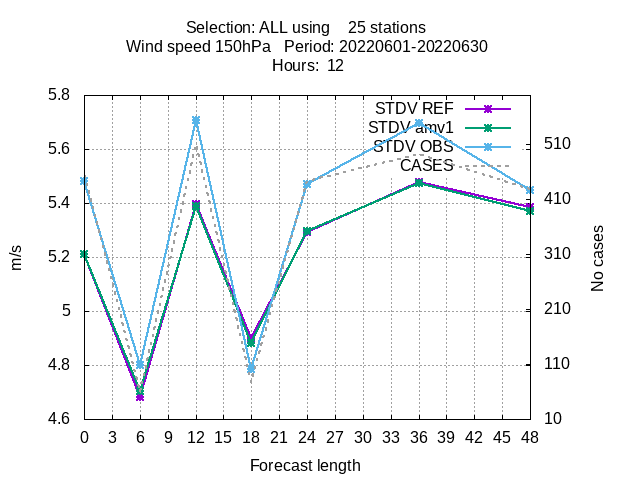 Selection: ALL using 25 stations
Wind speed 150hPa Period: 20220601-20220630
Hours: 12
STDV REF
STDV amv1
STDV OBS
CASES
5.8
5.6
5.4
5.2
5
4.8
4.6
m/s
510
410
310
210
110
10
No cases
0 3 6 9 12 15 18 21 24 27 30 33 36 39 42 45 48
Forecast length